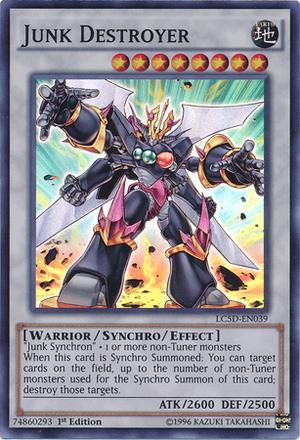 JUNK DESTROYER
EARTH
地
LC5D-EN039
[WARRIOR / SYNCHRO/EFFECT]
"Junk Synchron" + 1 or more non-Tuner monsters
When this card is Synchro Summoned: You can target
cards on the field, up to the number of non-Tuner
monsters used for the Synchro Summon of this card;
destroy those targets.
ATK/2600 DEF/2500
74860293 1st Edition ©1996 KAZUKI TAKAHASHI